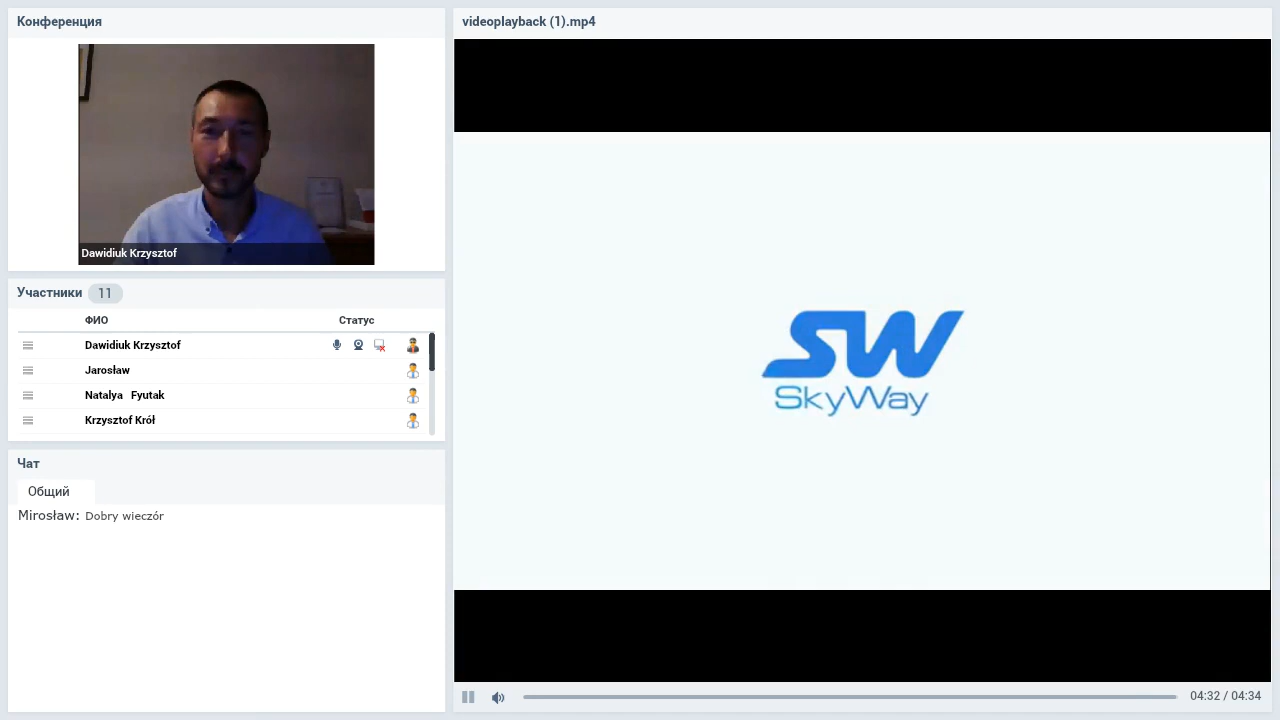 Конференция
Dawidiuk Krzysztof
Участники 11
ФИО Статус
Dawidiuk Krzysztof
Jarosław
Natalya Fyutak
Krzysztof Król
Чат
Общий
Mirosław: Dobry wieczór
videoplayback (1).mp4
SW
SkyWay
04:32 / 04:34